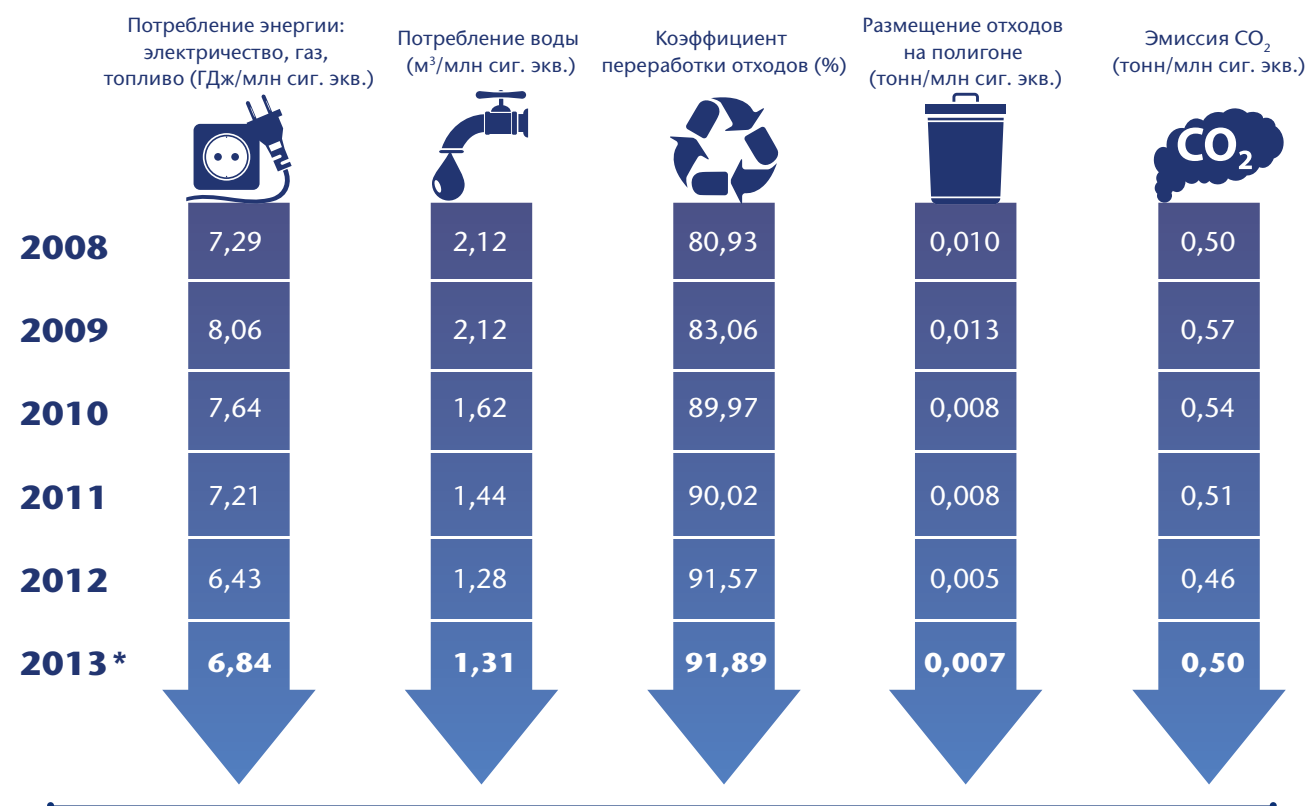 Потребление энергии:
электричество, газ,
топливо (ГДж/млн сиг. экв.)
Потребление воды
(м³/млн сиг. экв.)
Коэффициент
переработки отходов (%)
Размещение отходов
на полигоне
(тонн/млн сиг. экв.)
Эмиссия CO₂
(тонн/млн сиг. экв.)
CO₂
2008 7,29 2,12 80,93 0,010 0,50
2009 8,06 2,12 83,06 0,013 0,57
2010 7,64 1,62 89,97 0,008 0,54
2011 7,21 1,44 90,02 0,008 0,51
2012 6,43 1,28 91,57 0,005 0,46
2013* 6,84 1,31 91,89 0,007 0,50